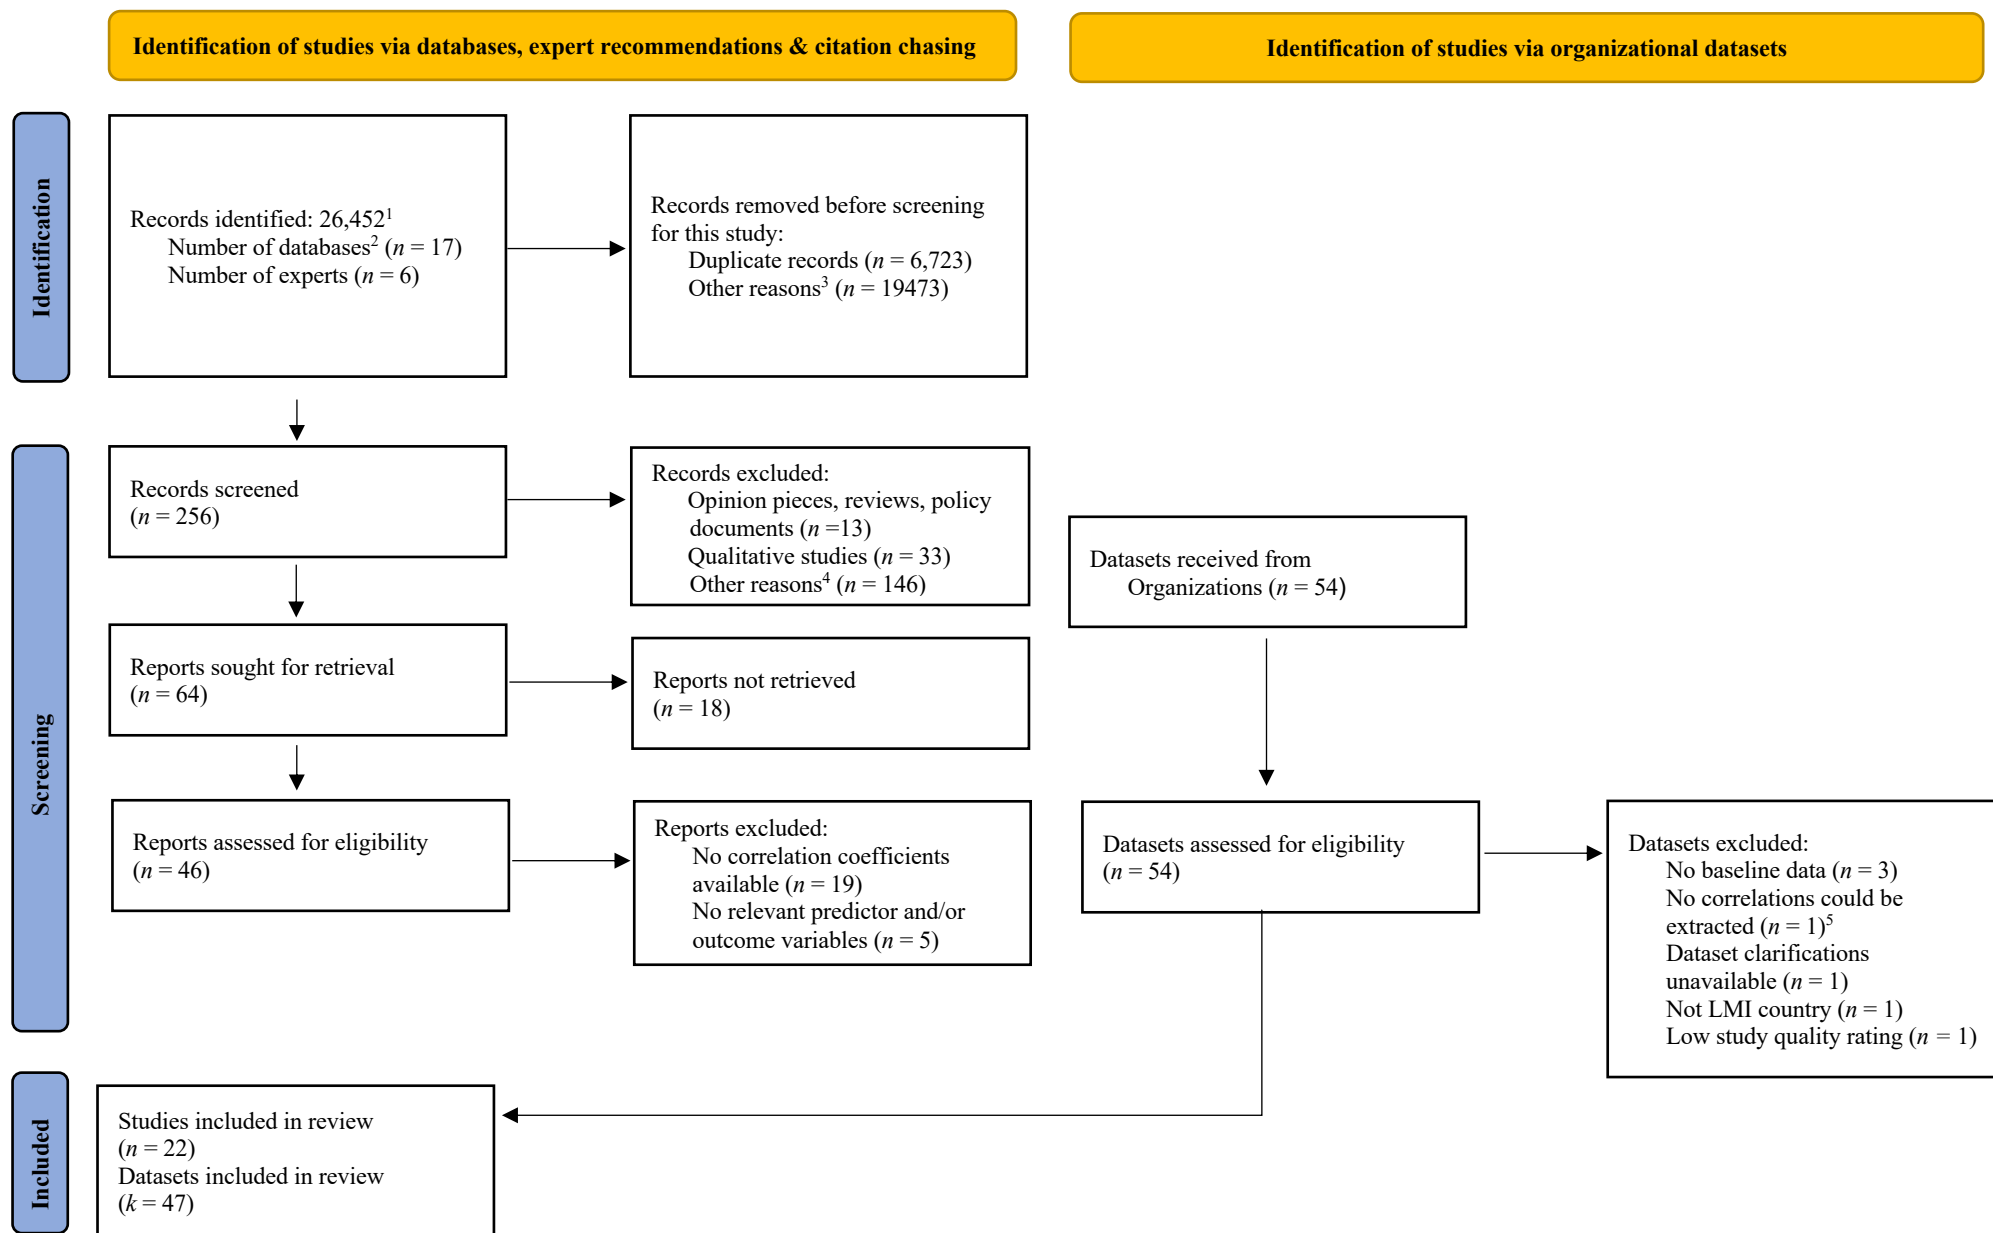 Identification of studies via databases, expert recommendations & citation chasing
Identification of studies via organizational datasets
Identification
Records identified: 26,452¹
Number of databases² (n = 17)
Number of experts (n = 6)
Records removed before screening
for this study:
Duplicate records (n = 6,723)
Other reasons³ (n = 19473)
Screening
Records screened
(n = 256)
Records excluded:
Opinion pieces, reviews, policy
documents (n =13)
Qualitative studies (n = 33)
Other reasons⁴ (n = 146)
Datasets received from
Organizations (n = 54)
Reports sought for retrieval
(n = 64)
Reports not retrieved
(n = 18)
Reports assessed for eligibility
(n = 46)
Reports excluded:
No correlation coefficients
available (n = 19)
No relevant predictor and/or
outcome variables (n = 5)
Datasets assessed for eligibility
(n = 54)
Datasets excluded:
No baseline data (n = 3)
No correlations could be
extracted (n = 1)⁵
Dataset clarifications
unavailable (n = 1)
Not LMI country (n = 1)
Low study quality rating (n = 1)
Included
Studies included in review
(n = 22)
Datasets included in review
(k = 47)